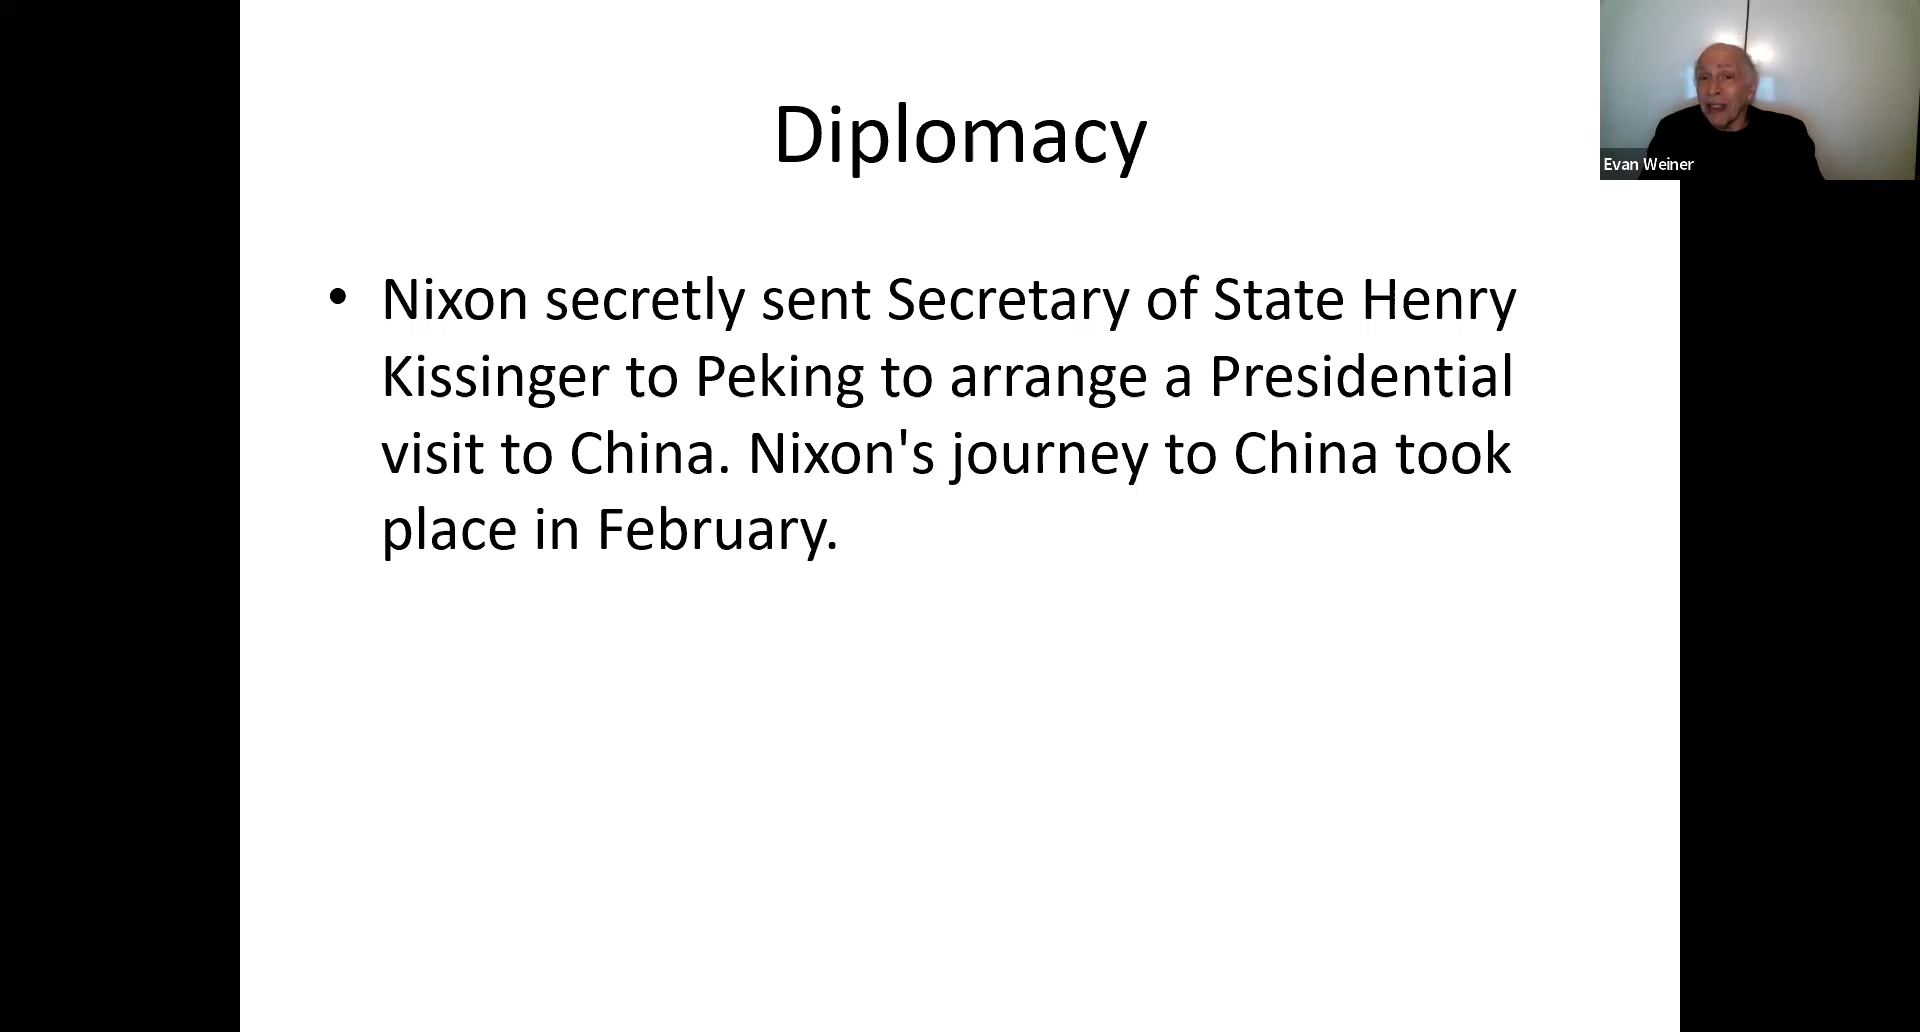 Diplomacy
• Nixon secretly sent Secretary of State Henry
Kissinger to Peking to arrange a Presidential
visit to China. Nixon's journey to China took
place in February.
Evan Weiner